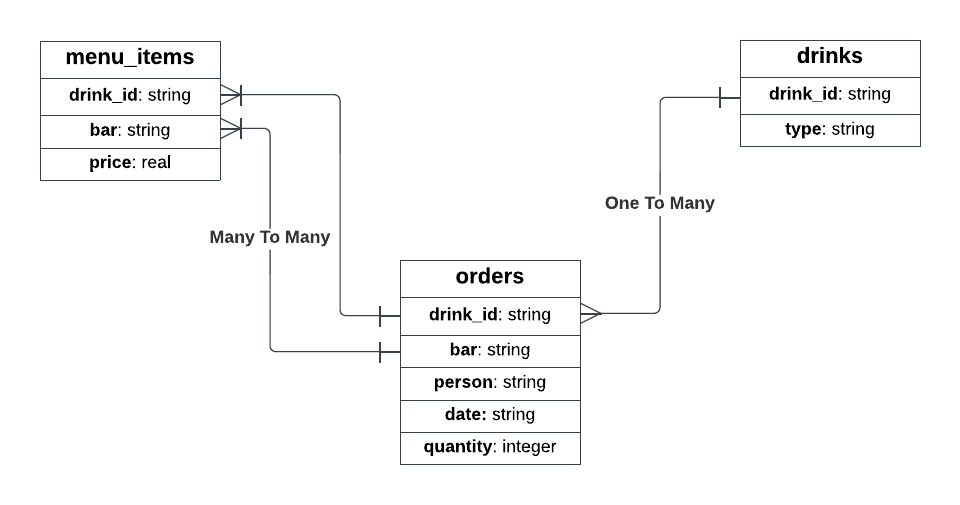 menu_items
drink_id: string
bar: string
price: real
drinks
drink_id: string
type: string
One To Many
Many To Many
orders
drink_id: string
bar: string
person: string
date: string
quantity: integer